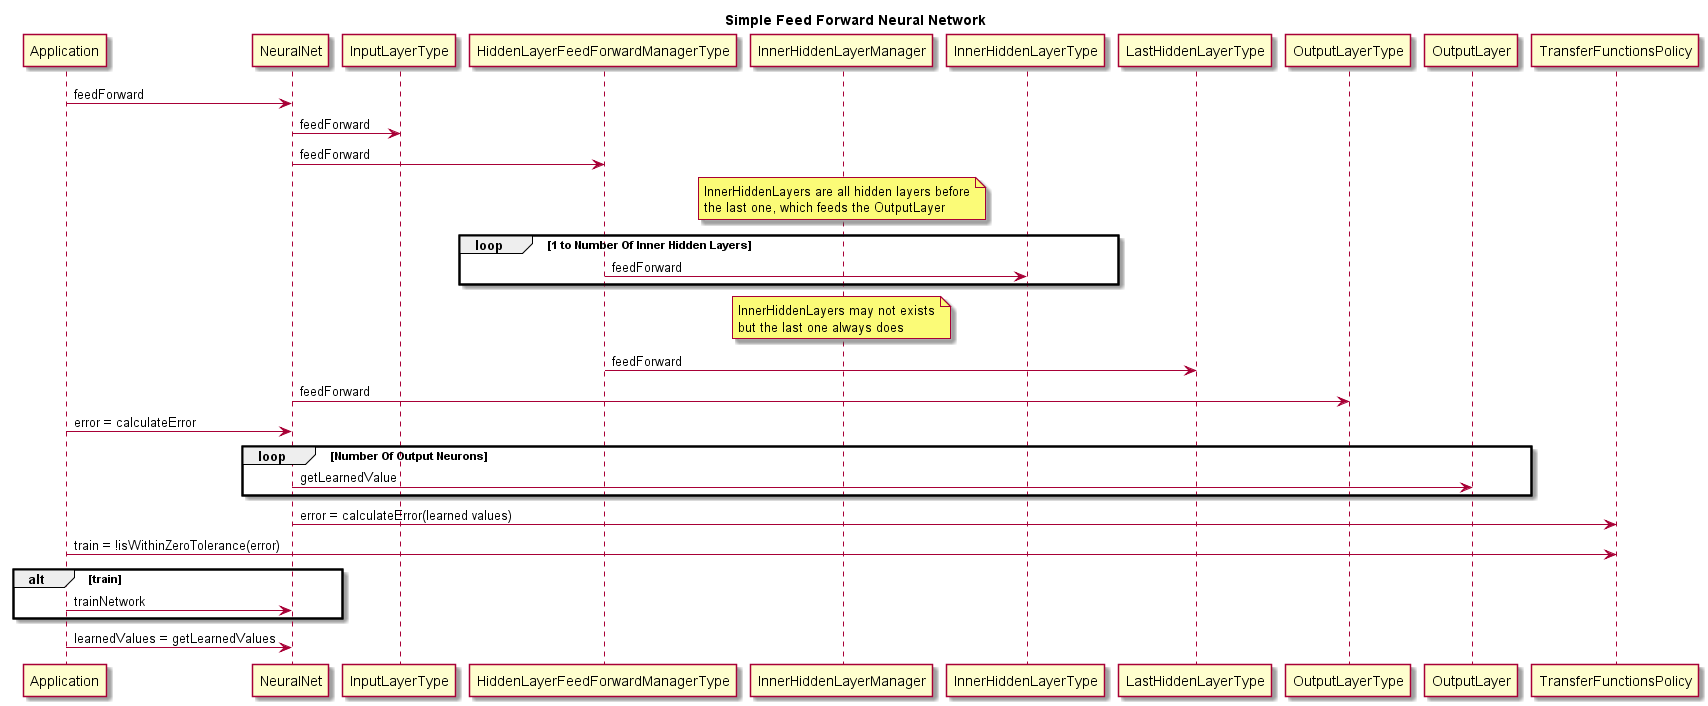 Simple Feed Forward Neural Network
Application
NeuralNet
InputLayerType
HiddenLayerFeedForwardManagerType
InnerHiddenLayerManager
InnerHiddenLayerType
LastHiddenLayerType
OutputLayerType
OutputLayer
TransferFunctionsPolicy
feedForward
feedForward
feedForward
InnerHiddenLayers are all hidden layers before
the last one, which feeds the OutputLayer
loop [1 to Number Of Inner Hidden Layers]
feedForward
InnerHiddenLayers may not exists
but the last one always does
feedForward
feedForward
error = calculateError
loop [Number Of Output Neurons]
getLearnedValue
error = calculateError(learned values)
train = !isWithinZeroTolerance(error)
alt [train]
trainNetwork
learnedValues = getLearnedValues
Application
NeuralNet
InputLayerType
HiddenLayerFeedForwardManagerType
InnerHiddenLayerManager
InnerHiddenLayerType
LastHiddenLayerType
OutputLayerType
OutputLayer
TransferFunctionsPolicy